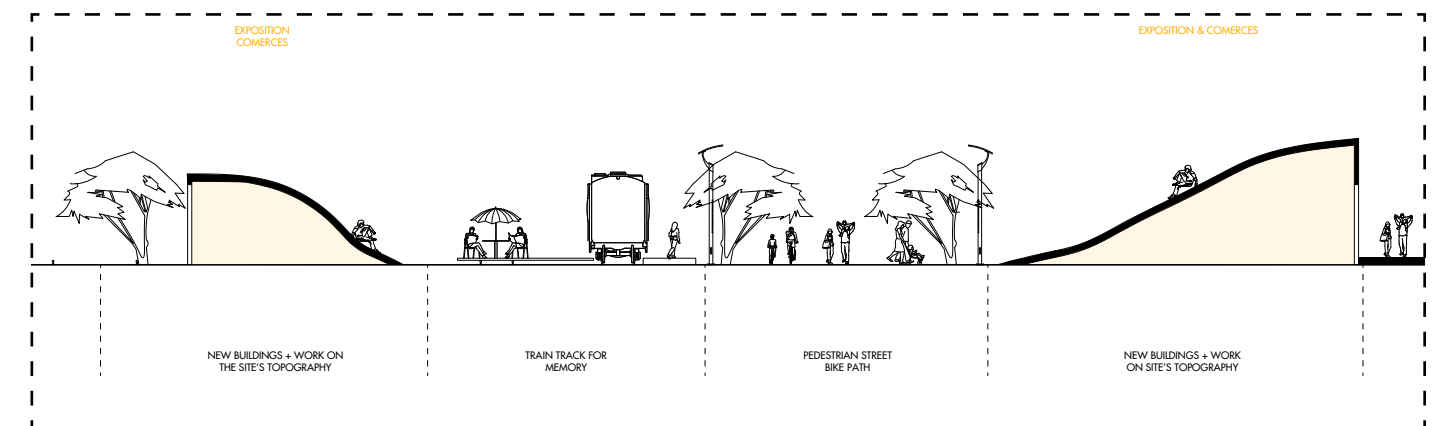 EXPOSITION
COMERCES
EXPOSITION & COMERCES
NEW BUILDINGS + WORK ON
THE SITE'S TOPOGRAPHY
TRAIN TRACK FOR
MEMORY
PEDESTRIAN STREET
BIKE PATH
NEW BUILDINGS + WORK
ON SITE'S TOPOGRAPHY